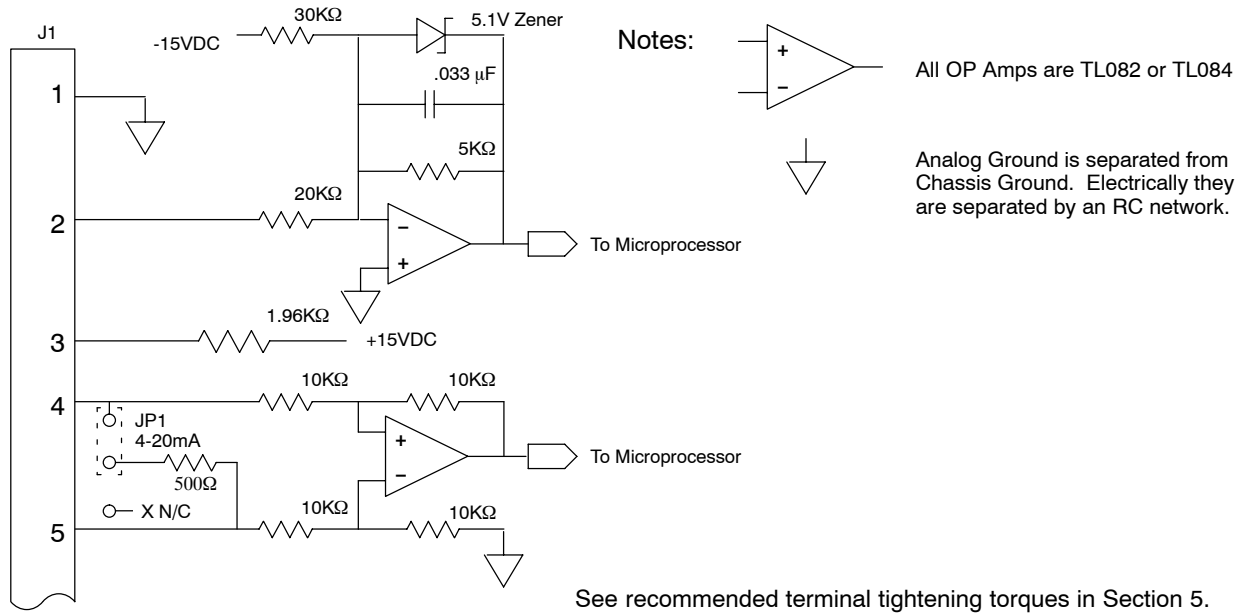 J1
1
2
3
4
5
-15VDC
30KΩ
5.1V Zener
.033 μF
5KΩ
20KΩ
−
+
To Microprocessor
1.96KΩ
+15VDC
10KΩ
10KΩ
JP1
4-20mA
500Ω
X N/C
+
−
To Microprocessor
10KΩ
10KΩ
Notes:
+
−
All OP Amps are TL082 or TL084
Analog Ground is separated from
Chassis Ground. Electrically they
are separated by an RC network.
See recommended terminal tightening torques in Section 5.